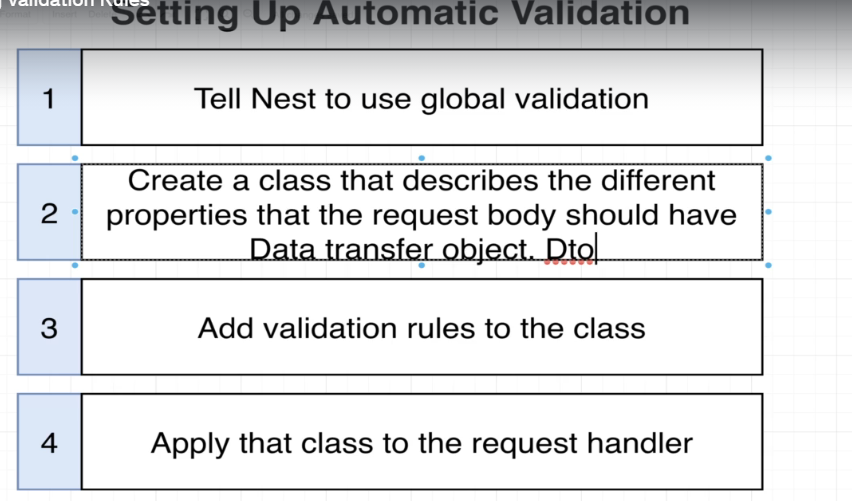 Validation Rules
Setting Up Automatic Validation
1
Tell Nest to use global validation
2
Create a class that describes the different
properties that the request body should have
Data transfer object. Dto
3
Add validation rules to the class
4
Apply that class to the request handler